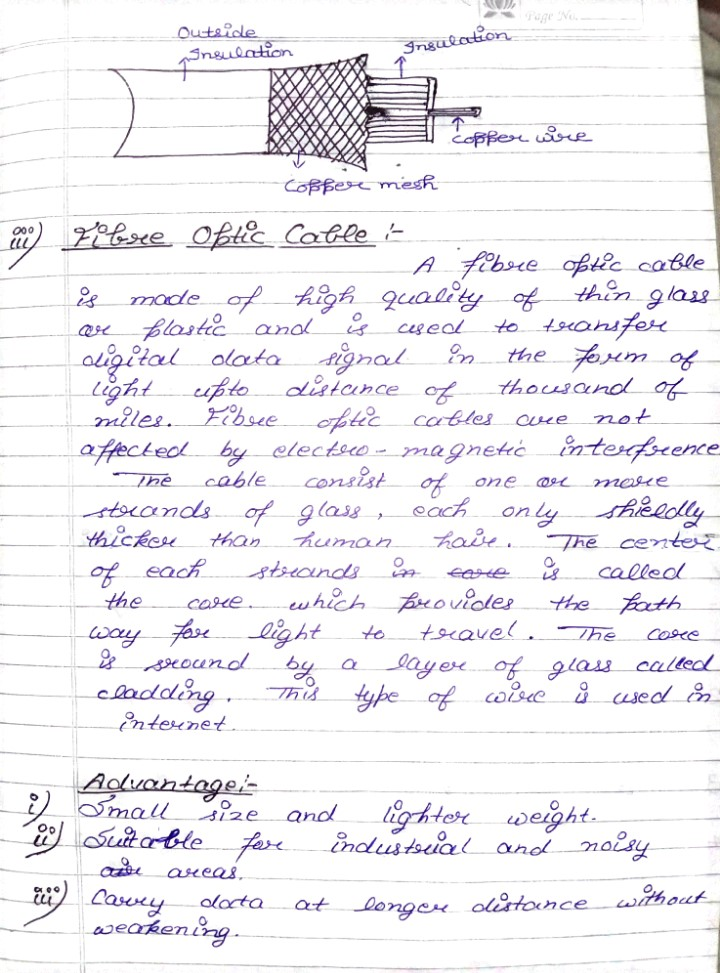 Page No.
Outside
Insulation
Insulation
Copper wire
Copper mesh
iii) Fibre Optic Cable :-
A fibre optic cable
is made of high quality of thin glass
or plastic and is used to transfer
digital data signal in the form of
light upto distance of thousand of
miles. Fibre optic cables are not
affected by electro-magnetic interfrence
The cable consist of one or more
strands of glass, each only shieldly
thicker than human hair. The center
of each strands in core is called
the core. which provides the path
way for light to travel. The core
is sround by a layer of glass called
cladding. This type of wire is used in
internet.
Advantage:-
i) Small size and lighter weight.
ii) Suitable for industrial and noisy
areas.
iii) Carry data at longer distance without
weakening.